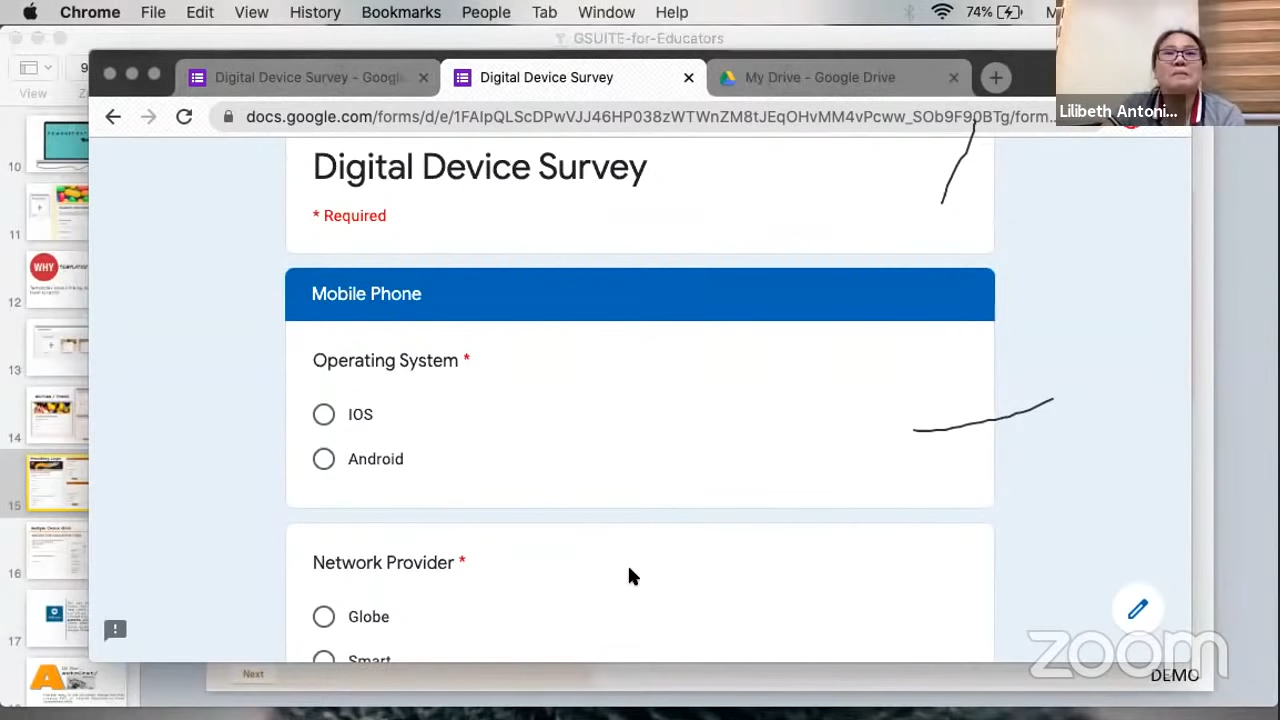 Chrome File Edit View History Bookmarks People Tab Window Help 74%
GSUITE-for-Educators
Digital Device Survey - Google
Digital Device Survey
My Drive - Google Drive
View
docs.google.com/forms/d/e/1FAIpQLScDPwVJJ46HP038zWTWnZM8tJEqOHvMM4vPcww_SOb9F90BTg/form...
Lilibeth Antoni...
Digital Device Survey
* Required
Mobile Phone
Operating System *
IOS
Android
Network Provider *
Globe
Smart
10
11
WHY
12
13
14
15
16
17
Next
zoom
DEMO